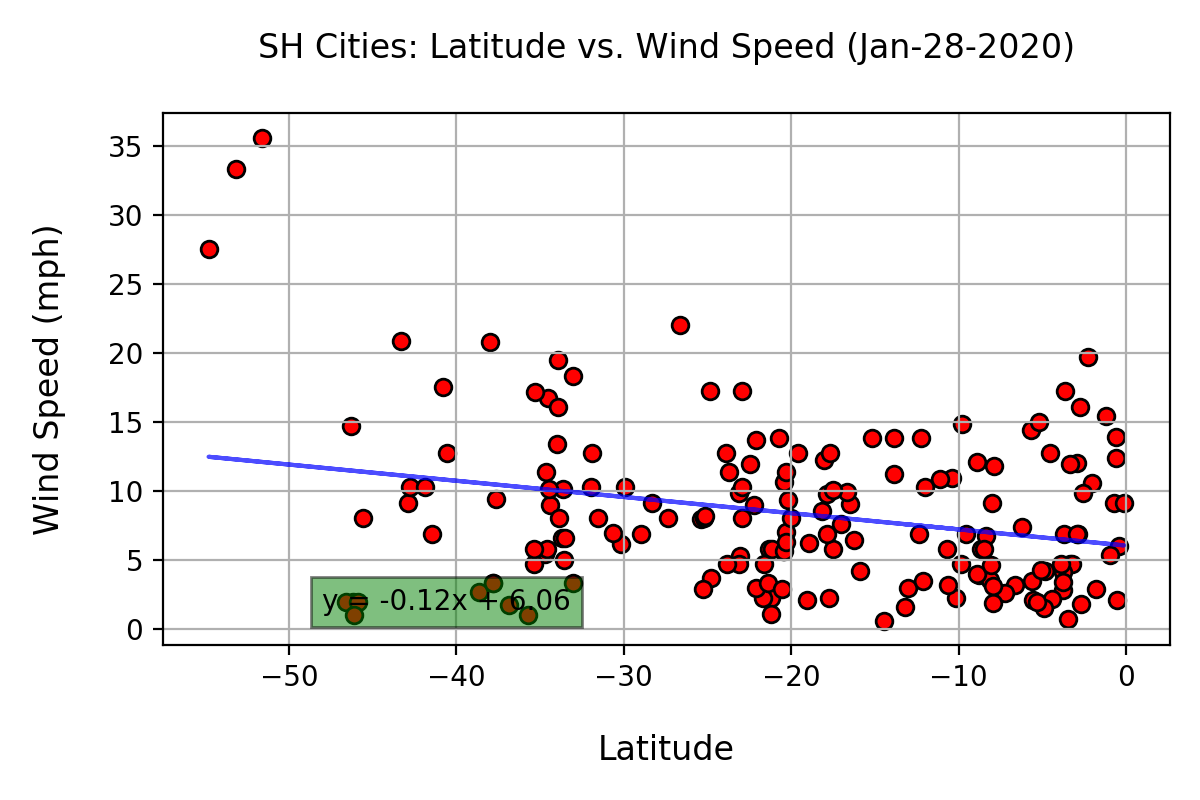 SH Cities: Latitude vs. Wind Speed (Jan-28-2020)
Wind Speed (mph)
35
30
25
20
15
10
5
0
y = -0.12x + 6.06
−50 −40 −30 −20 −10 0
Latitude